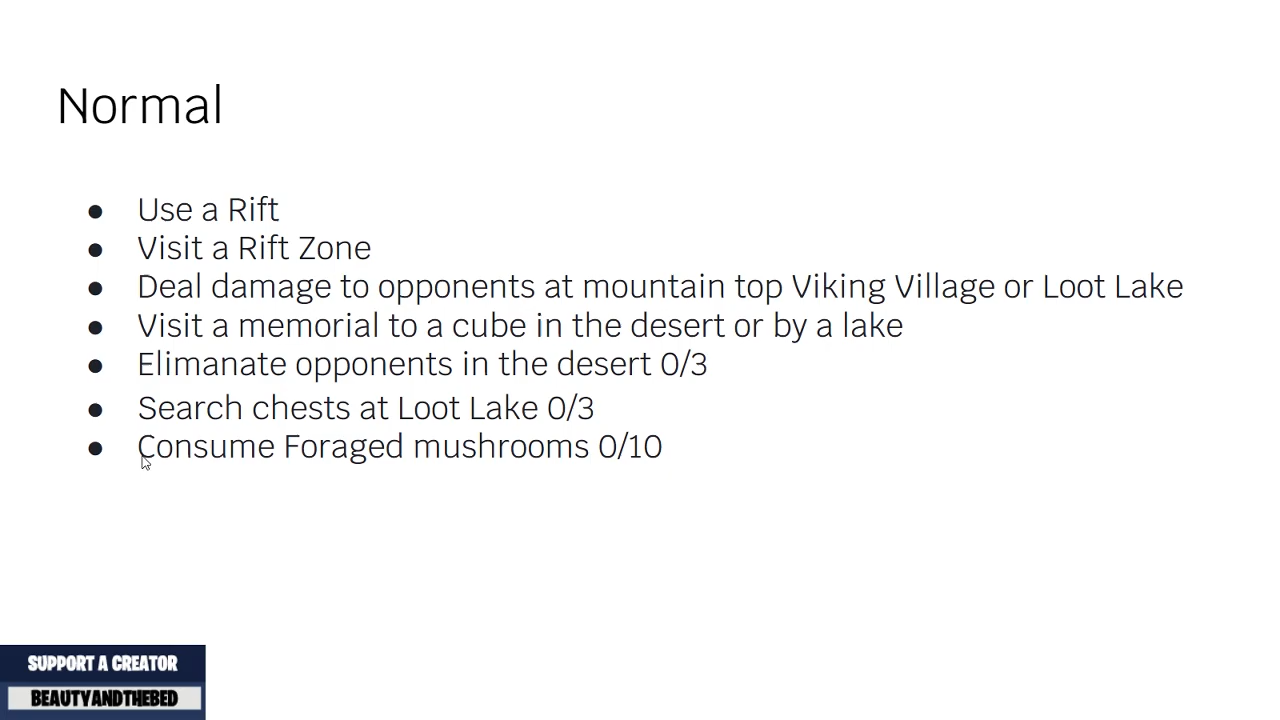 Normal
● Use a Rift
● Visit a Rift Zone
● Deal damage to opponents at mountain top Viking Village or Loot Lake
● Visit a memorial to a cube in the desert or by a lake
● Elimanate opponents in the desert 0/3
● Search chests at Loot Lake 0/3
● Consume Foraged mushrooms 0/10
SUPPORT A CREATOR
BEAUTYANDTHEBED